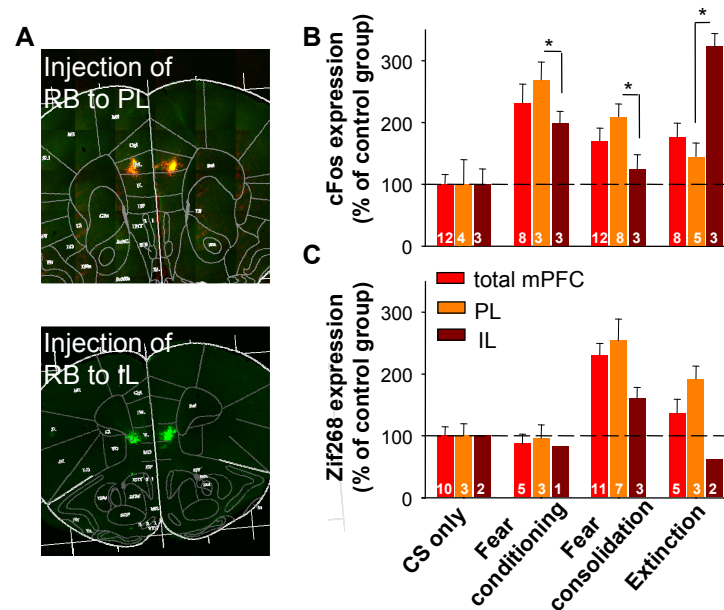 A
Injection of
RB to PL
Injection of
RB to IL
B
cFos expression
(% of control group)
300
200
100
0
*
*
*
12 4 3
8 3 3
12 8 3
8 5 3
C
Zif268 expression
(% of control group)
300
200
100
0
total mPFC
PL
IL
10 3 2
5 3 1
11 7 3
5 3 2
CS only
Fear
conditioning
Fear
consolidation
Extinction